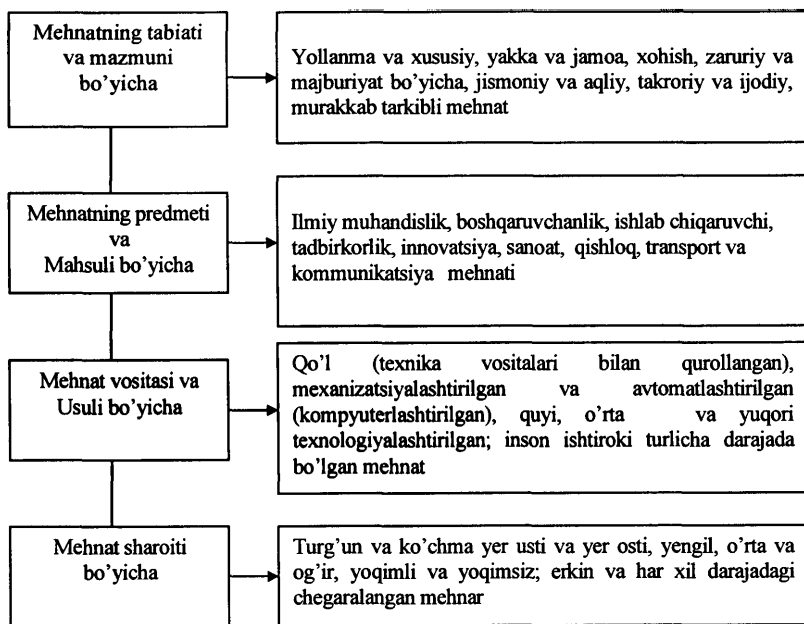 Mehnatning tabiati
va mazmuni
bo'yicha
Yollanma va xususiy, yakka va jamoa, xohish, zaruriy va
majburiyat bo'yicha, jismoniy va aqliy, takroriy va ijodiy,
murakkab tarkibli mehnat
Mehnatning predmeti
va
Mahsuli bo'yicha
Ilmiy muhandislik, boshqaruvchanlik, ishlab chiqaruvchi,
tadbirkorlik, innovatsiya, sanoat, qishloq, transport va
kommunikatsiya mehnati
Mehnat vositasi va
Usuli bo'yicha
Qo'l (texnika vositalari bilan qurollangan),
mexanizatsiyalashtirilgan va avtomatlashtirilgan
(kompyuterlashtirilgan), quyi, o'rta va yuqori
texnologiyalashtirilgan; inson ishtiroki turlicha darajada
bo'lgan mehnat
Mehnat sharoiti
bo'yicha
Turg'un va ko'chma yer usti va yer osti, yengil, o'rta va
og'ir, yoqimli va yoqimsiz; erkin va har xil darajadagi
chegaralangan mehnar